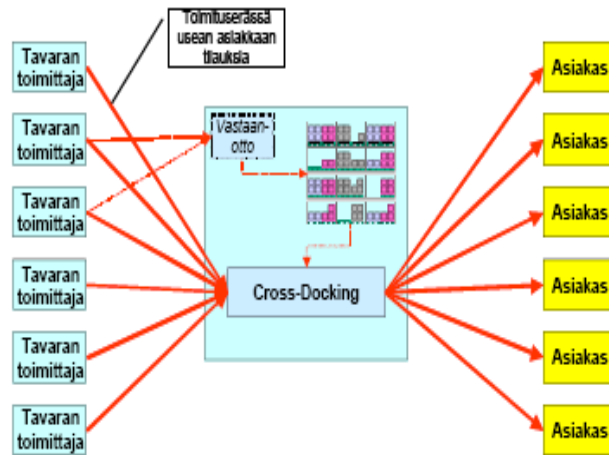 Toimituserässä
usean asiakkaan
tilauksia
Tavaran
toimittaja
Tavaran
toimittaja
Tavaran
toimittaja
Tavaran
toimittaja
Tavaran
toimittaja
Tavaran
toimittaja
Vastaan-
otto
Cross-Docking
Asiakas
Asiakas
Asiakas
Asiakas
Asiakas
Asiakas